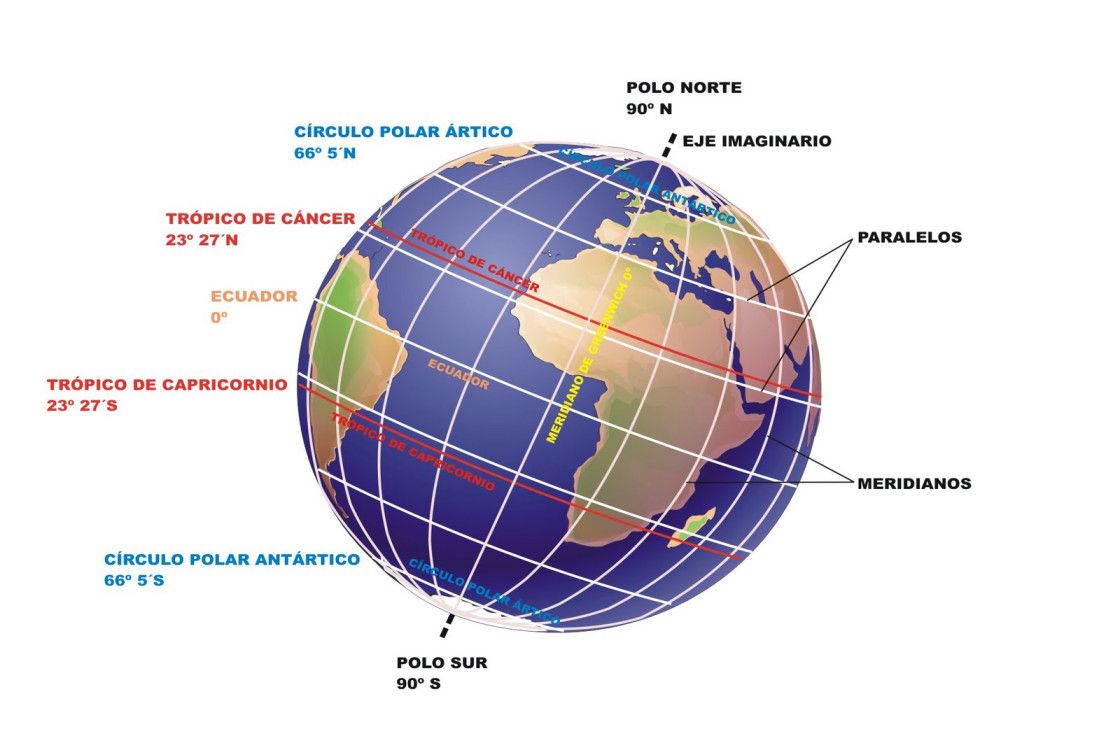 POLO NORTE
90º N
EJE IMAGINARIO
CÍRCULO POLAR ÁRTICO
66º 5´N
CÍRCULO POLAR ANTÁRTICO
TRÓPICO DE CÁNCER
23º 27´N
TRÓPICO DE CÁNCER
PARALELOS
MERIDIANO DE GREENWICH 0º
ECUADOR
0º
ECUADOR
TRÓPICO DE CAPRICORNIO
23º 27´S
TRÓPICO DE CAPRICORNIO
MERIDIANOS
CÍRCULO POLAR ANTÁRTICO
66º 5´S
CÍRCULO POLAR ÁRTICO
POLO SUR
90º S